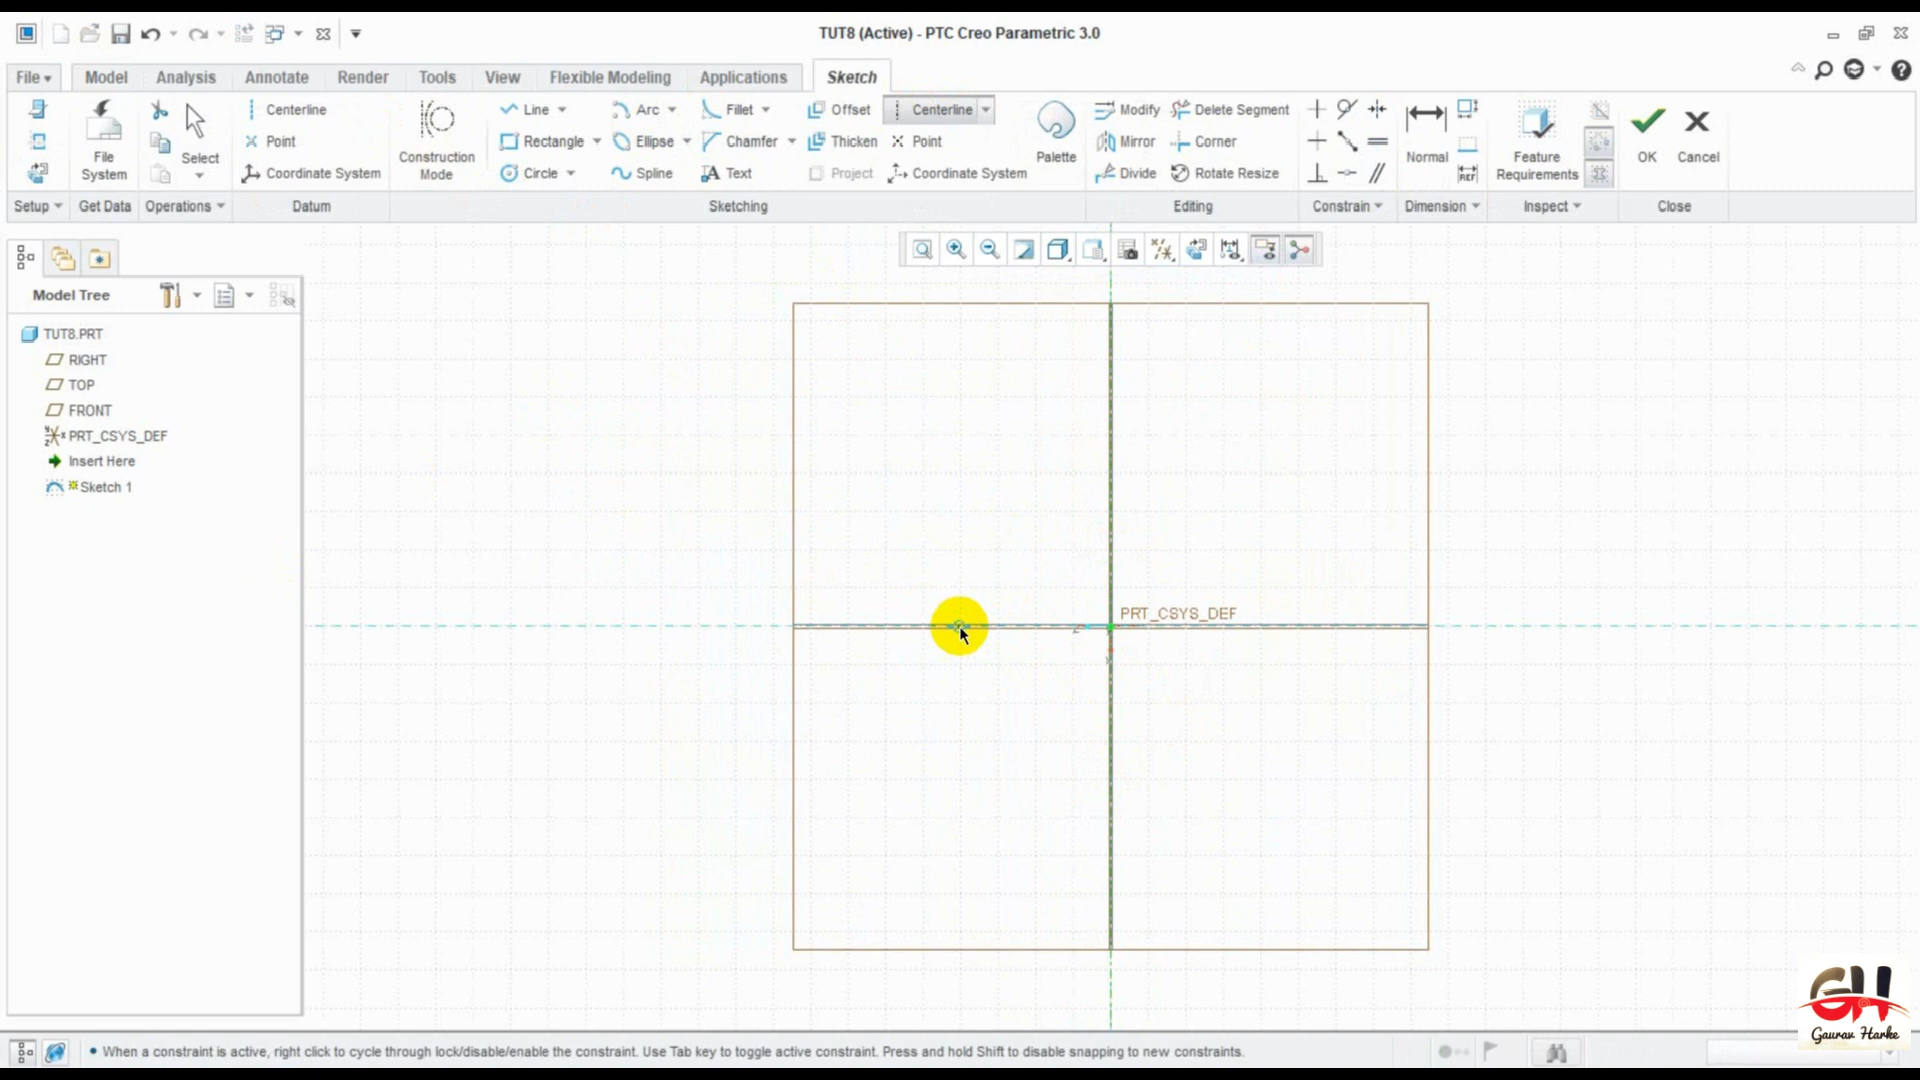 TUT8 (Active) - PTC Creo Parametric 3.0
File Model Analysis Annotate Render Tools View Flexible Modeling Applications Sketch
Centerline Line Arc Fillet Offset Centerline Modify Delete Segment
Point Rectangle Ellipse Chamfer Thicken Point Mirror Corner
Coordinate System Circle Spline Text Project Coordinate System Divide Rotate Resize
File System
Select
Construction Mode
Palette
Normal
REF
Feature Requirements
OK
Cancel
Setup Get Data Operations Datum Sketching Editing Constrain Dimension Inspect Close
Model Tree
TUT8.PRT
RIGHT
TOP
FRONT
PRT_CSYS_DEF
Insert Here
Sketch 1
PRT_CSYS_DEF
• When a constraint is active, right click to cycle through lock/disable/enable the constraint. Use Tab key to toggle active constraint. Press and hold Shift to disable snapping to new constraints.
GH
Gaurav Harke